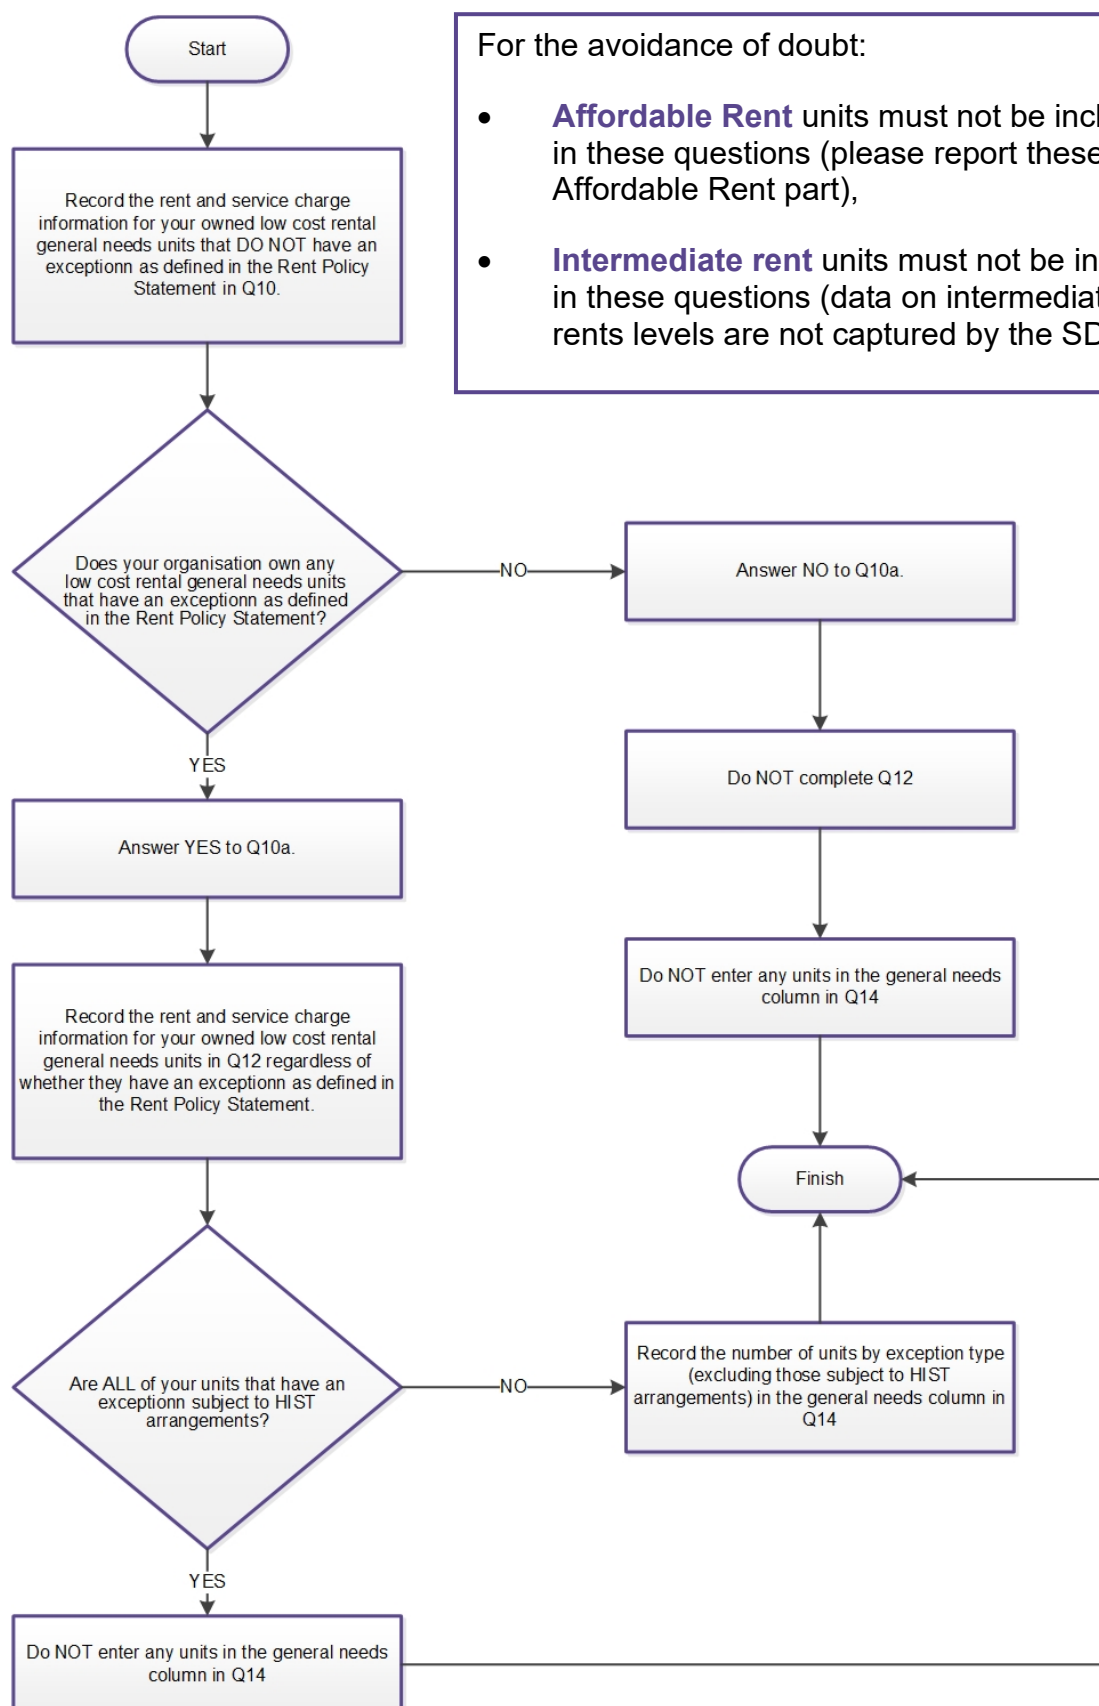 Start
For the avoidance of doubt:
• Affordable Rent units must not be incl
in these questions (please report these
Affordable Rent part),
• Intermediate rent units must not be in
in these questions (data on intermediat
rents levels are not captured by the SD
Record the rent and service charge
information for your owned low cost rental
general needs units that DO NOT have an
exceptionn as defined in the Rent Policy
Statement in Q10.
Does your organisation own any
low cost rental general needs units
that have an exceptionn as defined
in the Rent Policy Statement?
NO
Answer NO to Q10a.
YES
Do NOT complete Q12
Answer YES to Q10a.
Do NOT enter any units in the general needs
column in Q14
Record the rent and service charge
information for your owned low cost rental
general needs units in Q12 regardless of
whether they have an exceptionn as defined in
the Rent Policy Statement.
Finish
Are ALL of your units that have an
exceptionn subject to HIST
arrangements?
NO
Record the number of units by exception type
(excluding those subject to HIST
arrangements) in the general needs column in
Q14
YES
Do NOT enter any units in the general needs
column in Q14